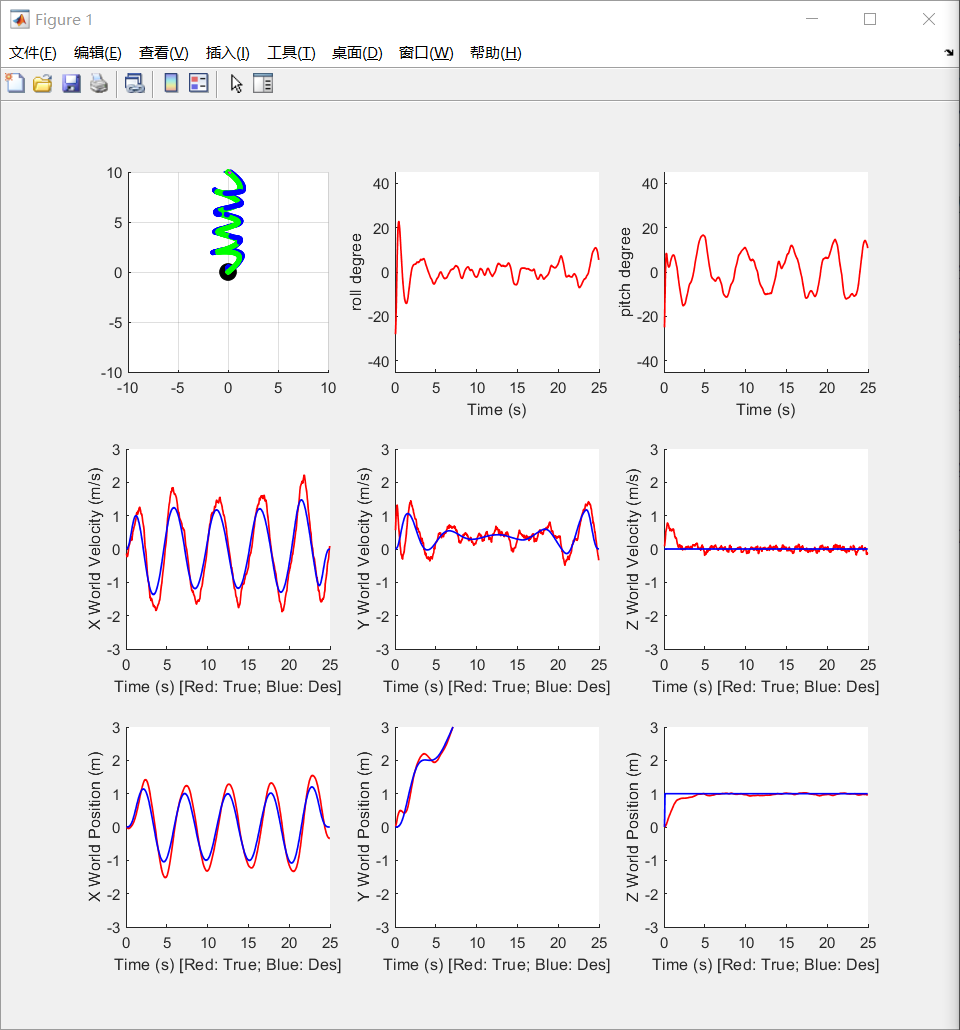 Figure 1
文件(F) 编辑(E) 查看(V) 插入(I) 工具(T) 桌面(D) 窗口(W) 帮助(H)
10
5
0
-5
-10
-10 -5 0 5 10
roll degree
40
20
0
-20
-40
0 5 10 15 20 25
Time (s)
pitch degree
40
20
0
-20
-40
0 5 10 15 20 25
Time (s)
X World Velocity (m/s)
3
2
1
0
-1
-2
-3
0 5 10 15 20 25
Time (s) [Red: True; Blue: Des]
Y World Velocity (m/s)
3
2
1
0
-1
-2
-3
0 5 10 15 20 25
Time (s) [Red: True; Blue: Des]
Z World Velocity (m/s)
3
2
1
0
-1
-2
-3
0 5 10 15 20 25
Time (s) [Red: True; Blue: Des]
X World Position (m)
3
2
1
0
-1
-2
-3
0 5 10 15 20 25
Time (s) [Red: True; Blue: Des]
Y World Position (m)
3
2
1
0
-1
-2
-3
0 5 10 15 20 25
Time (s) [Red: True; Blue: Des]
Z World Position (m)
3
2
1
0
-1
-2
-3
0 5 10 15 20 25
Time (s) [Red: True; Blue: Des]